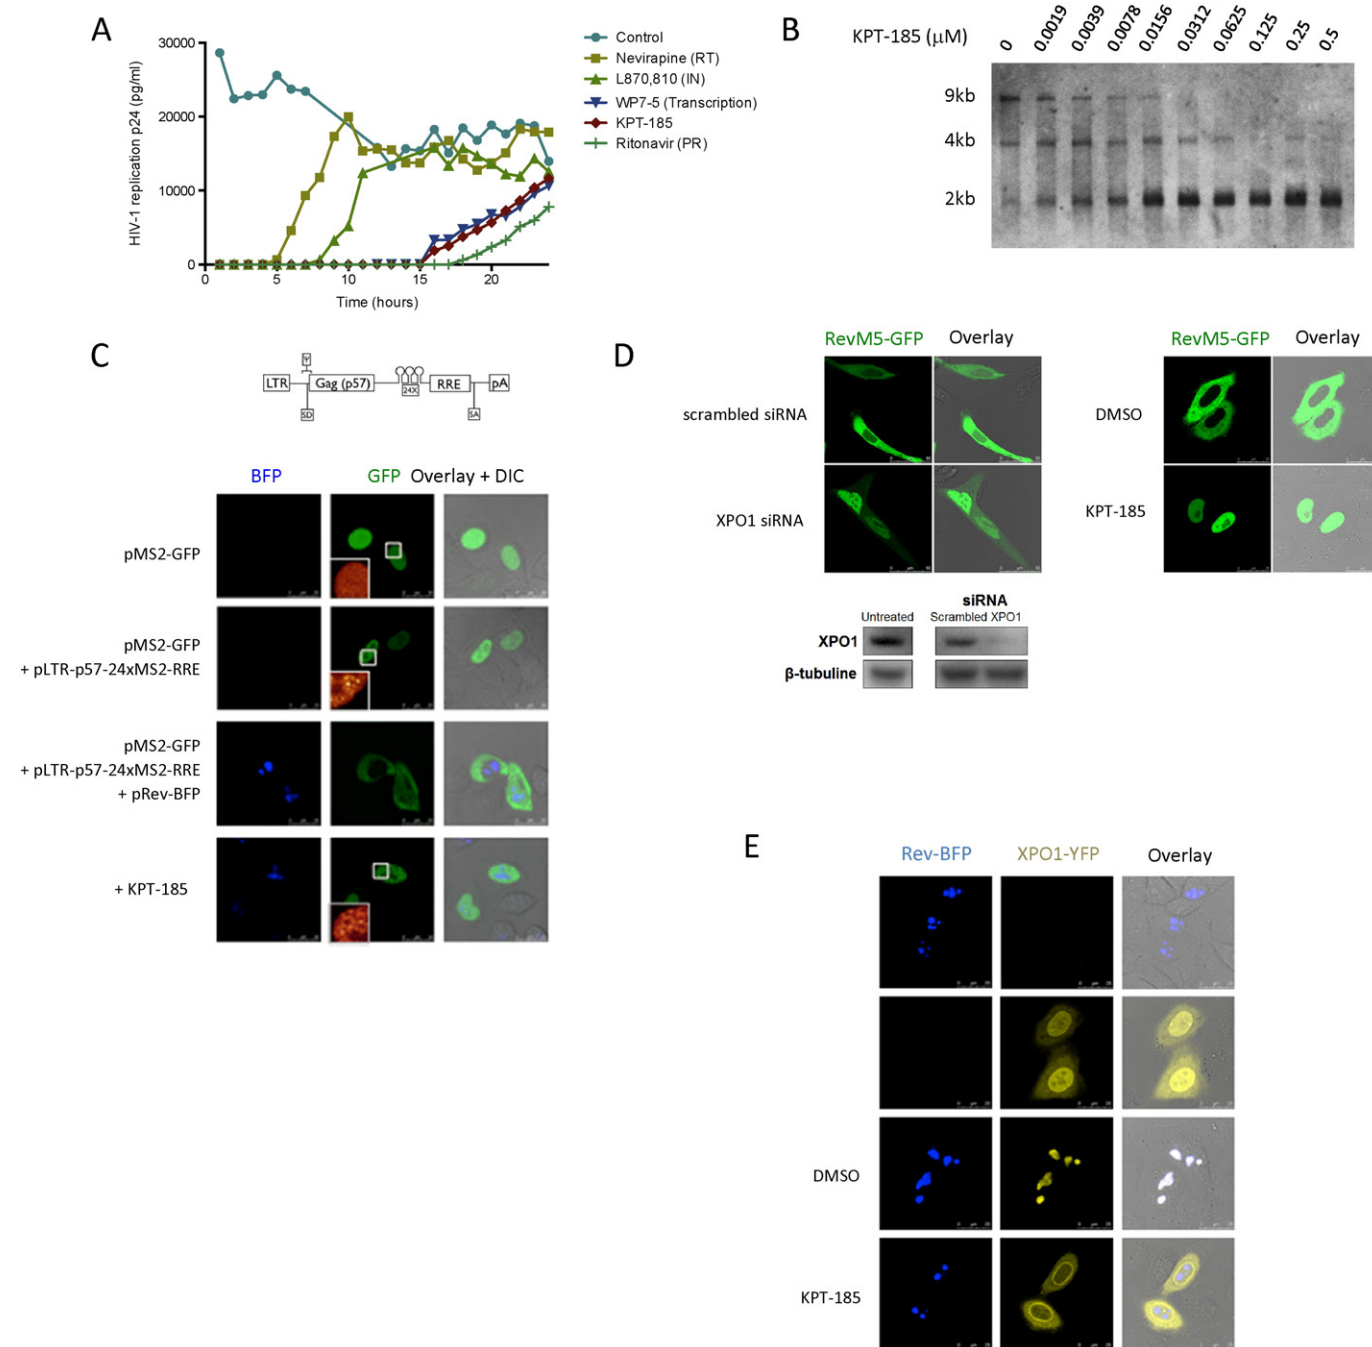 A
HIV-1 replication p24 (pg/ml)
30000
20000
10000
0
0 5 10 15 20
Time (hours)
Control
Nevirapine (RT)
L870,810 (IN)
WP7-5 (Transcription)
KPT-185
Ritonavir (PR)
B
KPT-185 (μM)
0 0.0019 0.0039 0.0078 0.0156 0.0312 0.0625 0.125 0.25 0.5
9kb
4kb
2kb
C
Ψ
LTR Gag (p57) 24X RRE pA
SD SA
BFP GFP Overlay + DIC
pMS2-GFP
pMS2-GFP
+ pLTR-p57-24xMS2-RRE
pMS2-GFP
+ pLTR-p57-24xMS2-RRE
+ pRev-BFP
+ KPT-185
D
RevM5-GFP Overlay
scrambled siRNA
XPO1 siRNA
RevM5-GFP Overlay
DMSO
KPT-185
siRNA
Untreated Scrambled XPO1
XPO1
β-tubuline
E
Rev-BFP XPO1-YFP Overlay
DMSO
KPT-185